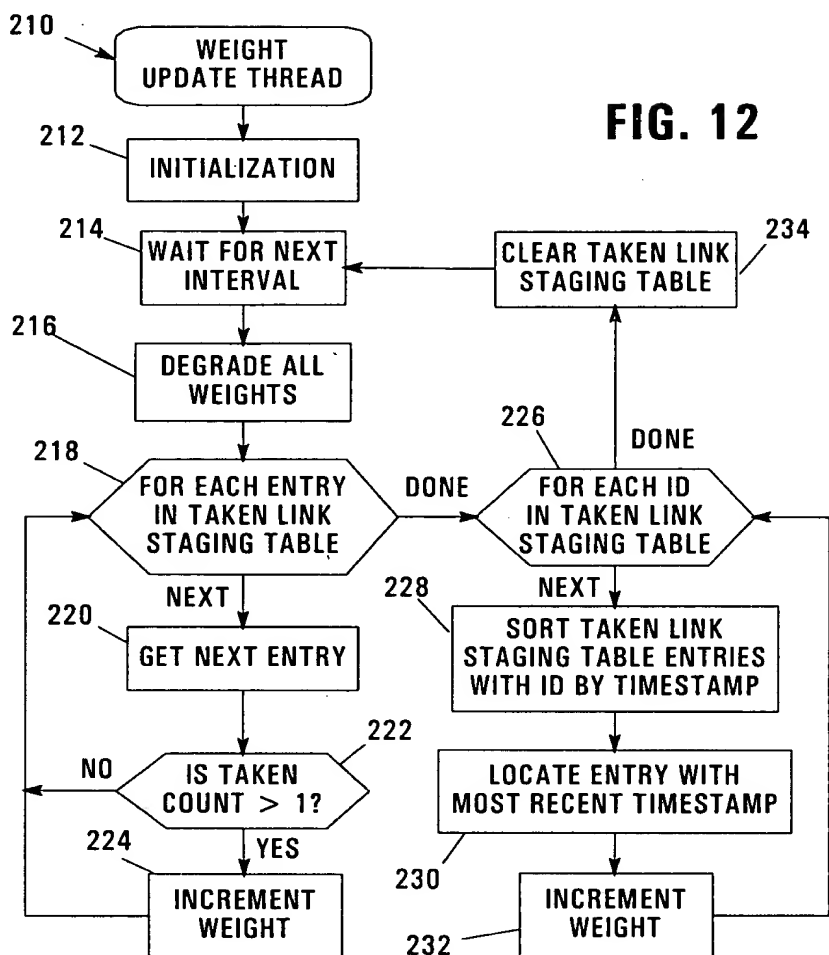 210
WEIGHT
UPDATE THREAD
FIG. 12
212
INITIALIZATION
214
WAIT FOR NEXT
INTERVAL
CLEAR TAKEN LINK
STAGING TABLE
234
216
DEGRADE ALL
WEIGHTS
218
FOR EACH ENTRY
IN TAKEN LINK
STAGING TABLE
DONE
226
DONE
FOR EACH ID
IN TAKEN LINK
STAGING TABLE
NEXT
220
GET NEXT ENTRY
NEXT
228
SORT TAKEN LINK
STAGING TABLE ENTRIES
WITH ID BY TIMESTAMP
222
NO
IS TAKEN
COUNT > 1?
YES
LOCATE ENTRY WITH
MOST RECENT TIMESTAMP
230
224
INCREMENT
WEIGHT
232
INCREMENT
WEIGHT